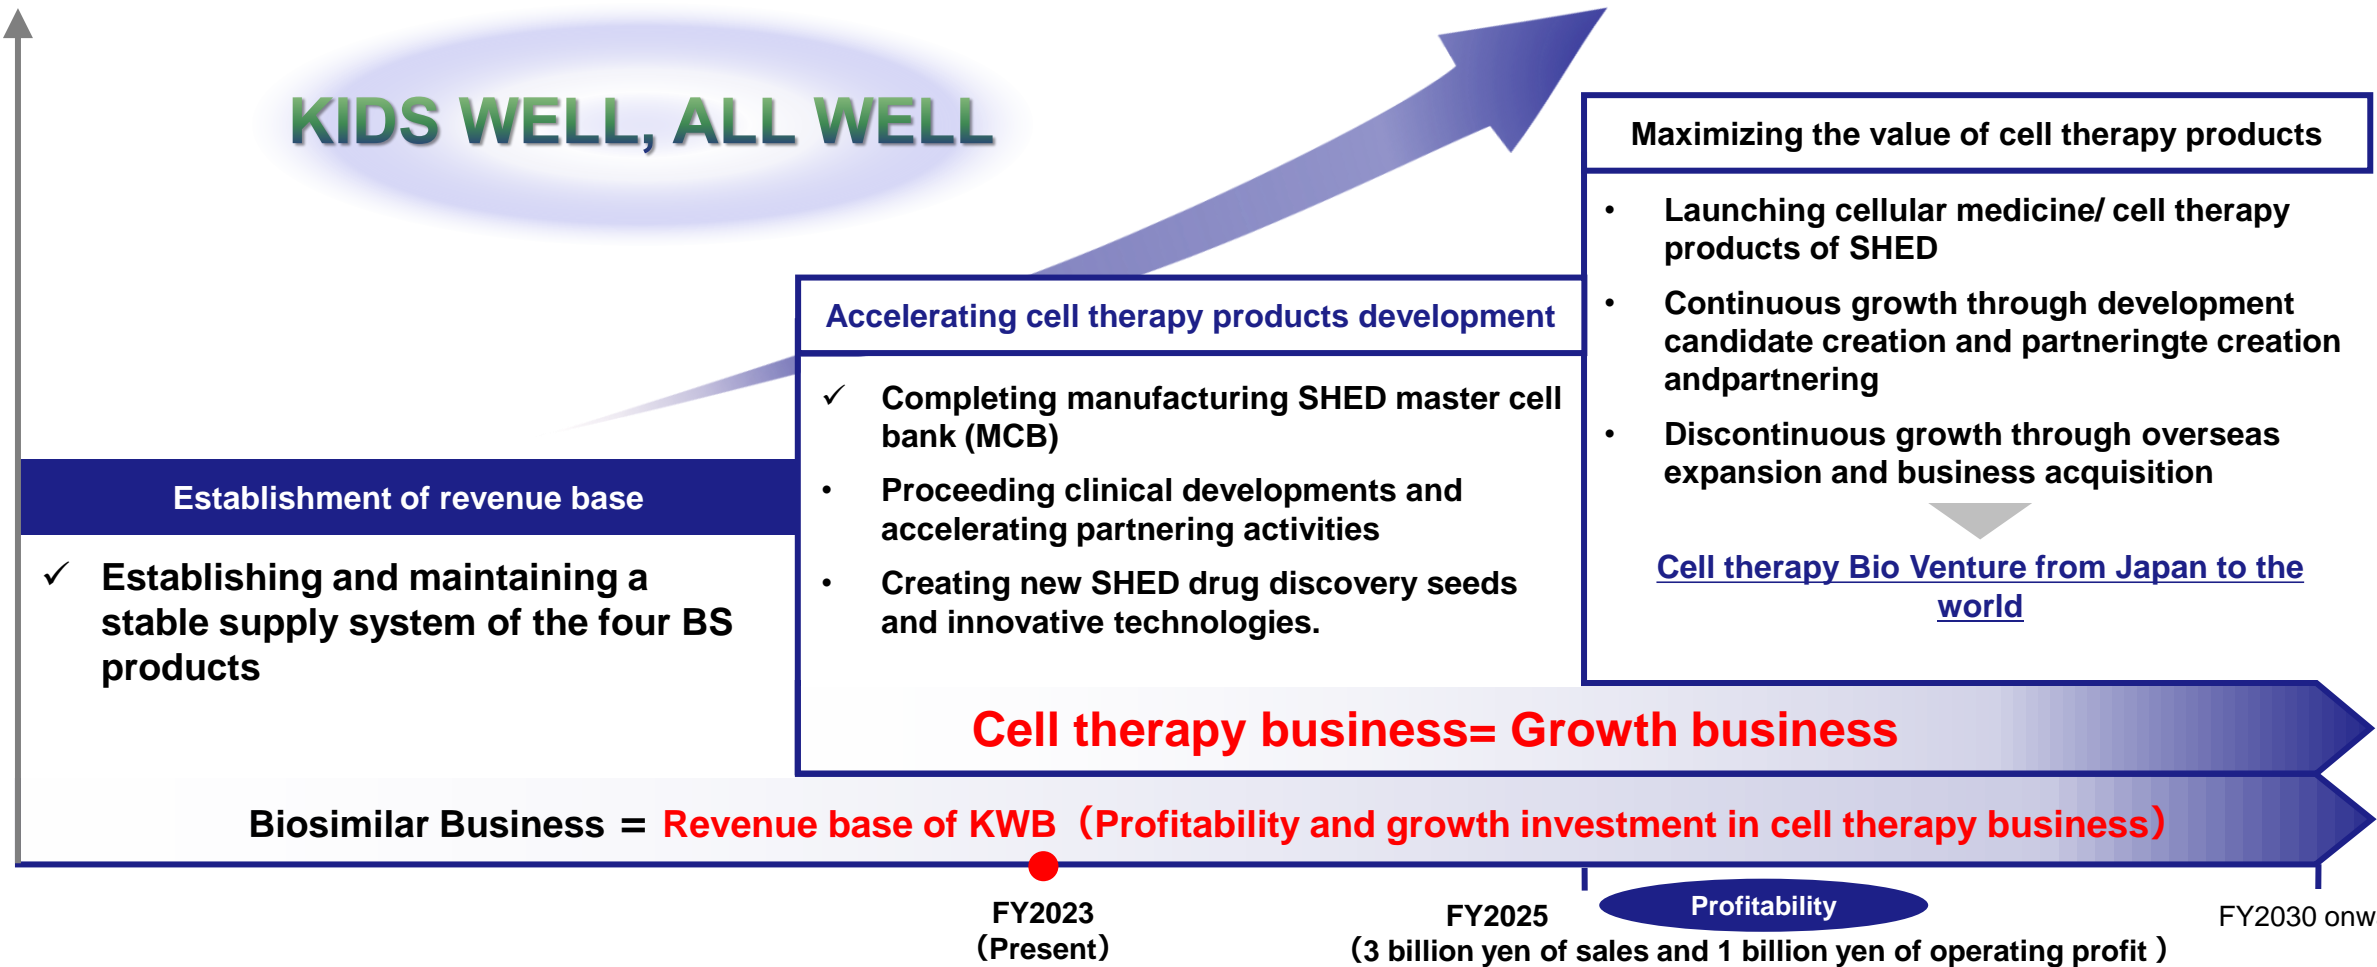 KIDS WELL, ALL WELL
Maximizing the value of cell therapy products
• Launching cellular medicine/ cell therapy
products of SHED
• Continuous growth through development
candidate creation and partneringte creation
andpartnering
• Discontinuous growth through overseas
expansion and business acquisition
Cell therapy Bio Venture from Japan to the
world
Accelerating cell therapy products development
✓ Completing manufacturing SHED master cell
bank (MCB)
• Proceeding clinical developments and
accelerating partnering activities
• Creating new SHED drug discovery seeds
and innovative technologies.
Establishment of revenue base
✓ Establishing and maintaining a
stable supply system of the four BS
products
Cell therapy business= Growth business
Biosimilar Business = Revenue base of KWB（Profitability and growth investment in cell therapy business）
FY2023
（Present）
FY2025
Profitability
（3 billion yen of sales and 1 billion yen of operating profit ）
FY2030 onw